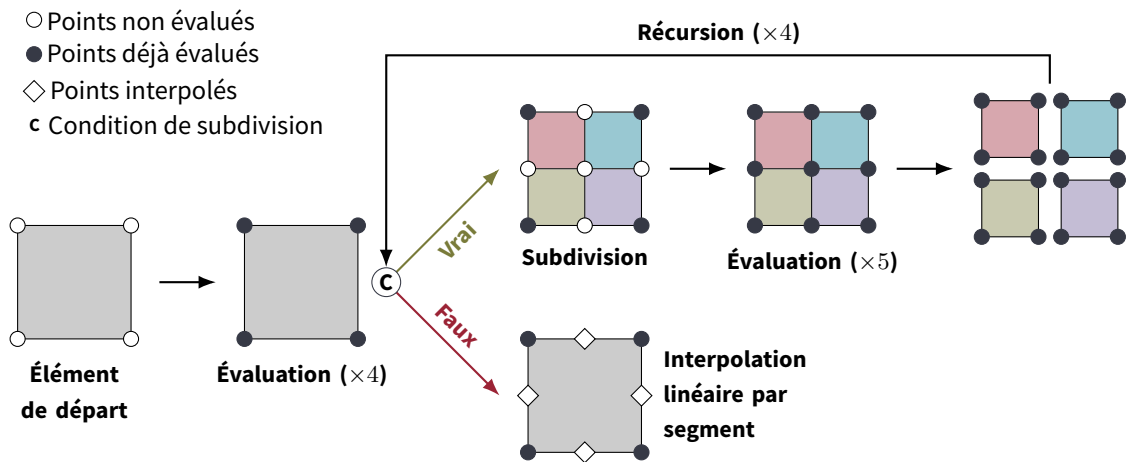 Points non évalués
Points déjà évalués
Points interpolés
C Condition de subdivision
Récursion (×4)
Vrai
Subdivision
Évaluation (×5)
C
Faux
Élément
de départ
Évaluation (×4)
Interpolation
linéaire par
segment